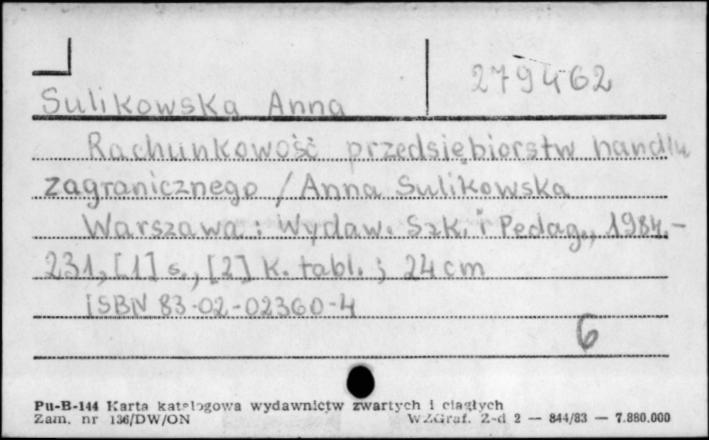 279462
Sulikowska Anna
Rachunkowość przedsiębiorstw handlu
zagranicznego / Anna Sulikowska
Warszawa : Wydaw. Szk. i Pedag., 1984.-
231, [1] s., [2] k. tabl. ; 24 cm
ISBN 83-02-02360-4
6
Pu-B-144 Karta katalogowa wydawnictw zwartych i ciągłych
Zam. nr 136/DW/ON WZGraf. Z-d 2 — 844/83 — 7.880.000